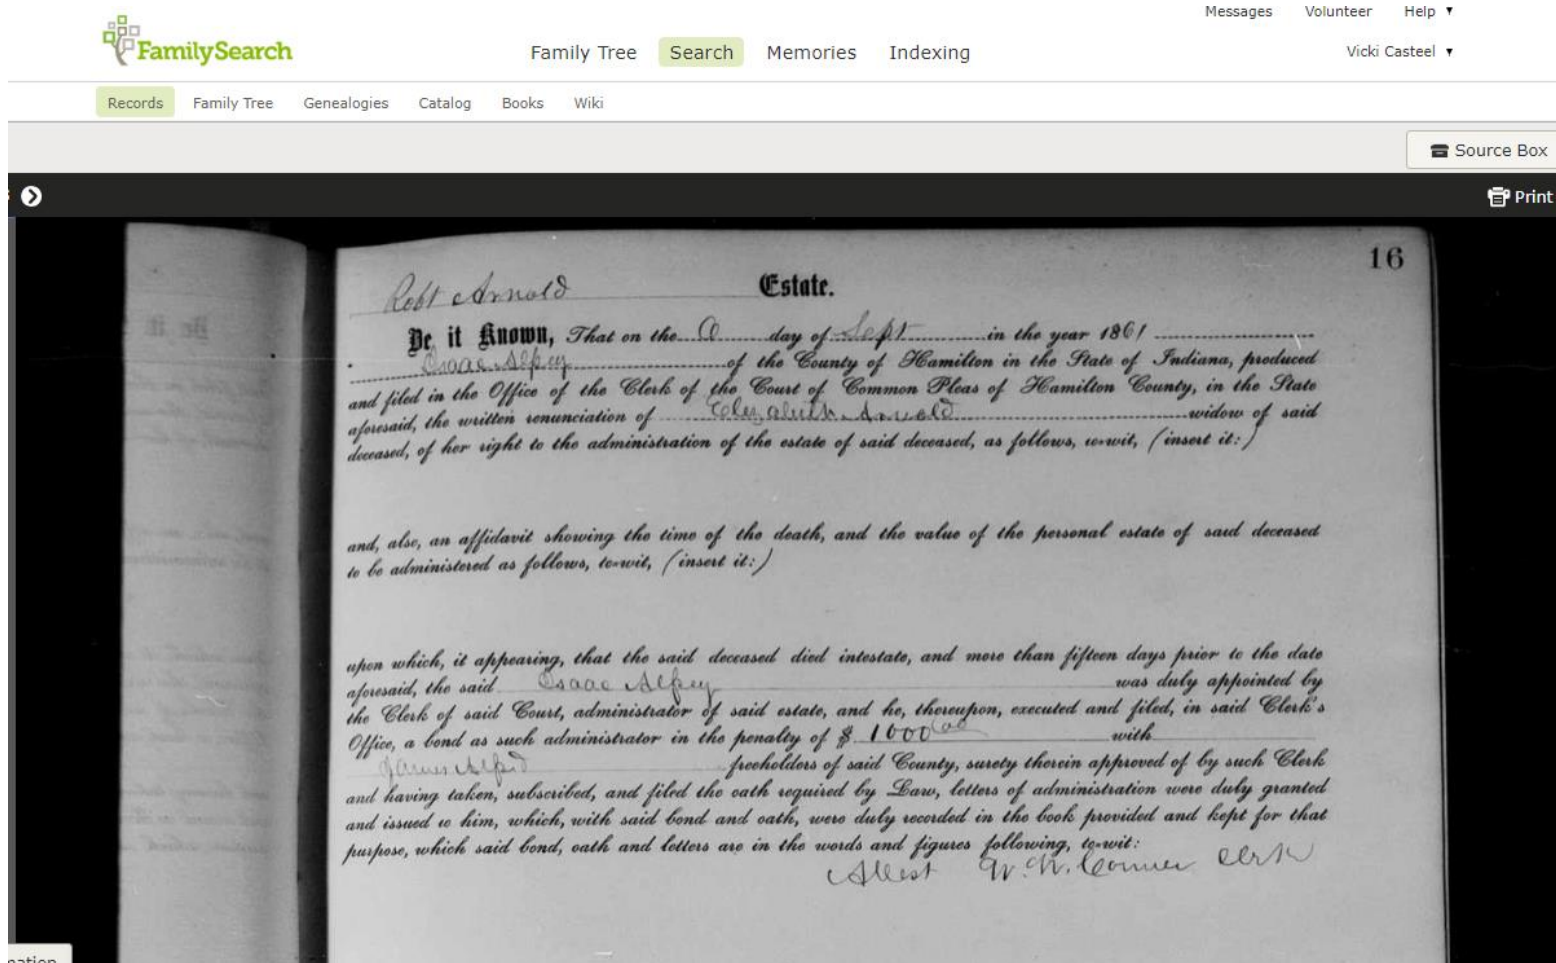 Messages Volunteer Help ▼
FamilySearch
Family Tree Search Memories Indexing
Vicki Casteel ▼
Records Family Tree Genealogies Catalog Books Wiki
Source Box
Print
16
Robt Arnold Estate.
Be it Known, That on the day of Sept in the year 1861
Isaac of the County of Hamilton in the State of Indiana, produced
and filed in the Office of the Clerk of the Court of Common Pleas of Hamilton County, in the State
aforesaid, the written renunciation of Elizabeth Arnold widow of said
deceased, of her right to the administration of the estate of said deceased, as follows, to-wit, (insert it:)
and, also, an affidavit showing the time of the death, and the value of the personal estate of said deceased
to be administered as follows, to-wit, (insert it:)
upon which, it appearing, that the said deceased died intestate, and more than fifteen days prior to the date
aforesaid, the said Isaac was duly appointed by
the Clerk of said Court, administrator of said estate, and he, thereupon, executed and filed, in said Clerk's
Office, a bond as such administrator in the penalty of $ 1000 00 with
James freeholders of said County, surety therein approved of by such Clerk
and having taken, subscribed, and filed the oath required by Law, letters of administration were duly granted
and issued to him, which, with said bond and oath, were duly recorded in the book provided and kept for that
purpose, which said bond, oath and letters are in the words and figures following, to-wit:
Attest W. W. Conner Clerk